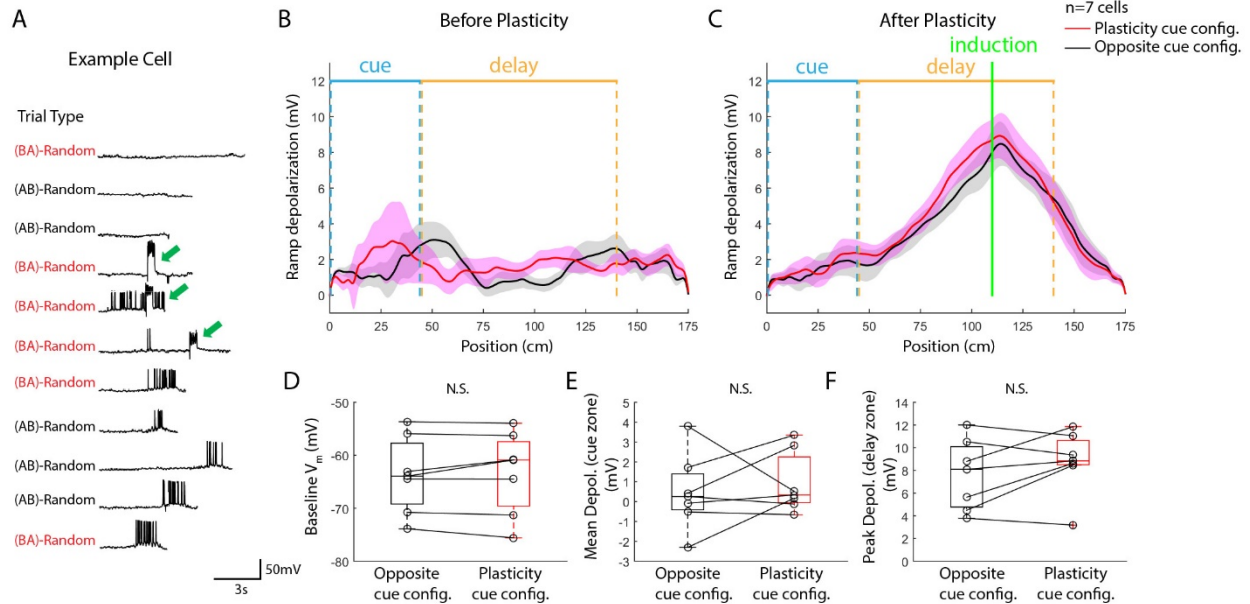 A
Example Cell
Trial Type
(BA)-Random
(AB)-Random
(AB)-Random
(BA)-Random
(BA)-Random
(BA)-Random
(BA)-Random
(AB)-Random
(AB)-Random
(AB)-Random
(BA)-Random
50mV
3s
B
Before Plasticity
cue
delay
Ramp depolarization (mV)
12
10
8
6
4
2
0
0
25
50
75
100
125
150
175
Position (cm)
C
After Plasticity
n=7 cells
Plasticity cue config.
Opposite cue config.
induction
cue
delay
Ramp depolarization (mV)
12
10
8
6
4
2
0
0
25
50
75
100
125
150
175
Position (cm)
D
N.S.
Baseline Vm (mV)
-50
-60
-70
-80
Opposite
cue config.
Plasticity
cue config.
E
N.S.
Mean Depol. (cue zone)
(mV)
5
4
3
2
1
0
-1
-2
-3
Opposite
cue config.
Plasticity
cue config.
F
N.S.
Peak Depol. (delay zone)
(mV)
14
12
10
8
6
4
2
0
Opposite
cue config.
Plasticity
cue config.